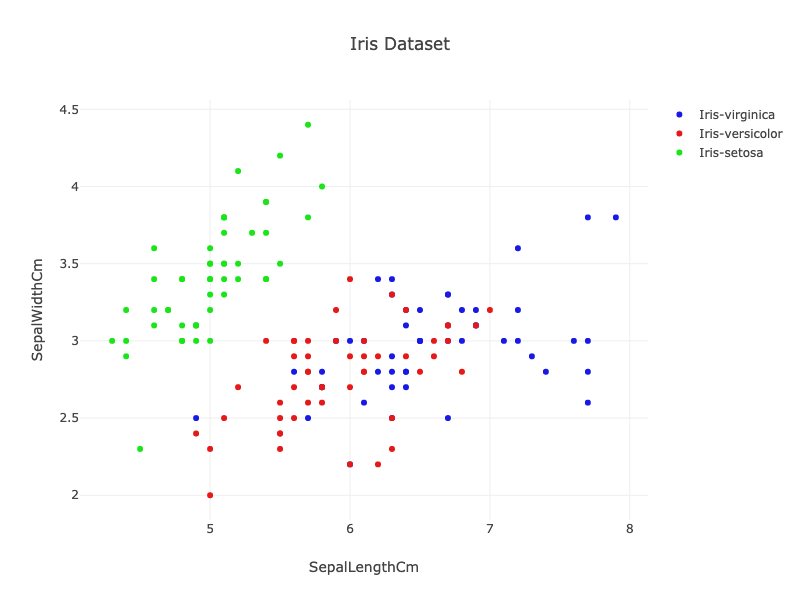 Iris Dataset
4.5
4
3.5
3
2.5
2
SepalWidthCm
5
6
7
8
SepalLengthCm
Iris-virginica
Iris-versicolor
Iris-setosa